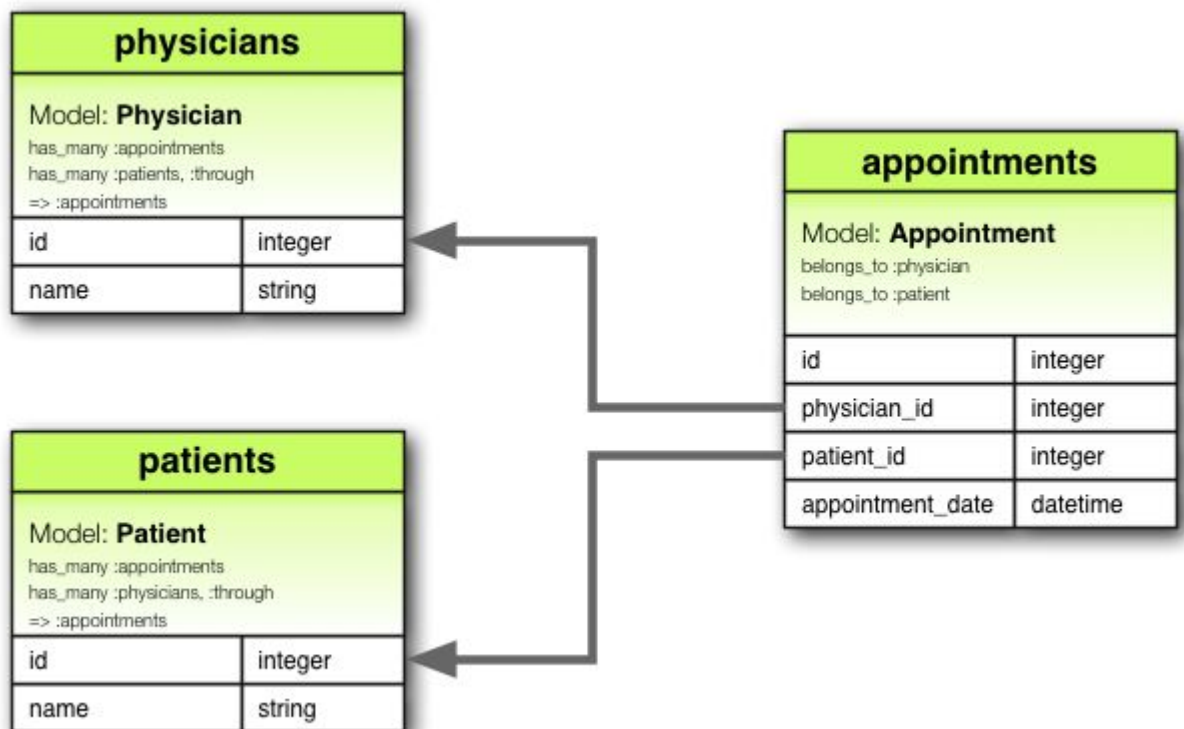 physicians
Model: Physician
has_many :appointments
has_many :patients, :through
=> :appointments
id integer
name string
appointments
Model: Appointment
belongs_to :physician
belongs_to :patient
id integer
physician_id integer
patient_id integer
appointment_date datetime
patients
Model: Patient
has_many :appointments
has_many :physicians, :through
=> :appointments
id integer
name string